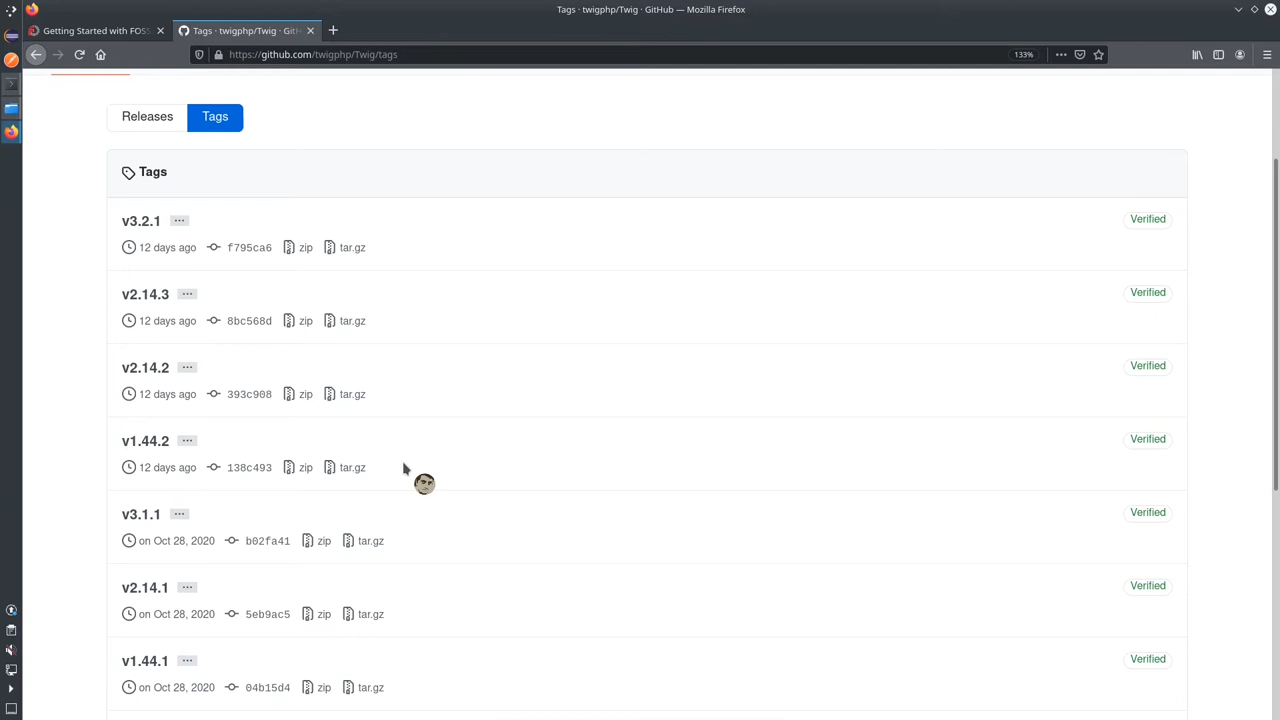 Tags · twigphp/Twig · GitHub — Mozilla Firefox
Getting Started with FOSS
Tags · twigphp/Twig · GitH
https://github.com/twigphp/Twig/tags
133%
Releases
Tags
Tags
v3.2.1
Verified
12 days ago f795ca6 zip tar.gz
v2.14.3
Verified
12 days ago 8bc568d zip tar.gz
v2.14.2
Verified
12 days ago 393c908 zip tar.gz
v1.44.2
Verified
12 days ago 138c493 zip tar.gz
v3.1.1
Verified
on Oct 28, 2020 b02fa41 zip tar.gz
v2.14.1
Verified
on Oct 28, 2020 5eb9ac5 zip tar.gz
v1.44.1
Verified
on Oct 28, 2020 04b15d4 zip tar.gz